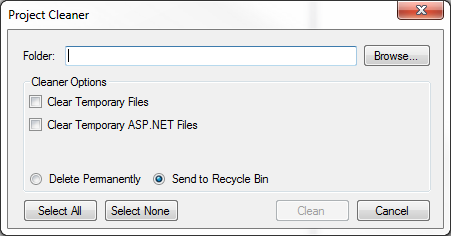 Project Cleaner
Folder: Browse...
Cleaner Options
Clear Temporary Files
Clear Temporary ASP.NET Files
Delete Permanently Send to Recycle Bin
Select All Select None Clean Cancel